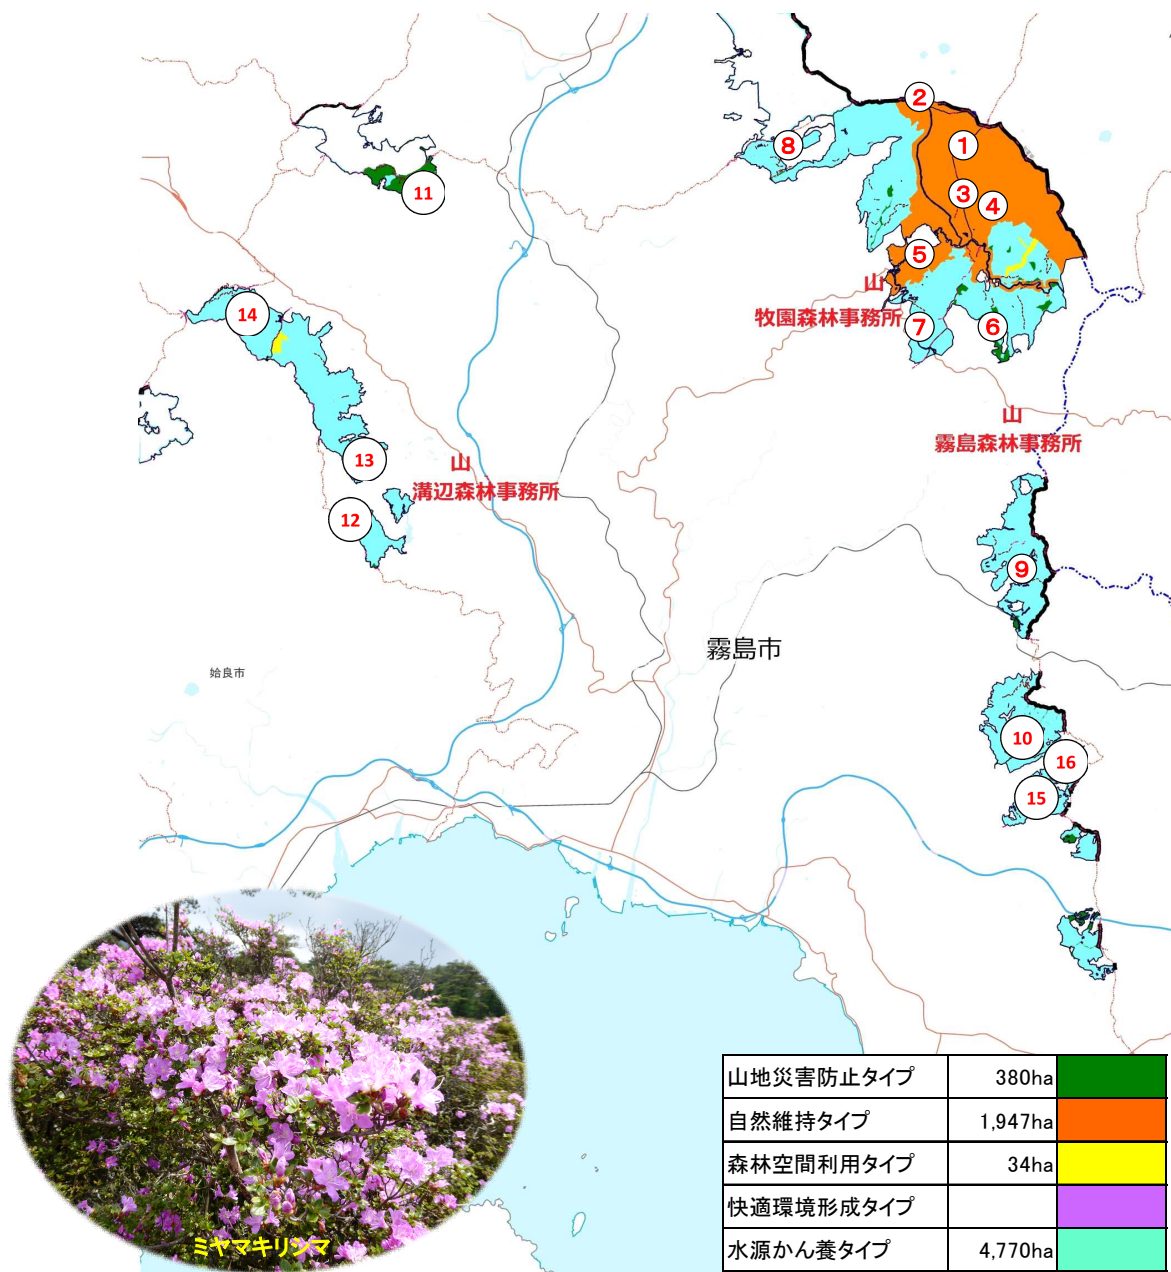 ②
①
⑧
③
④
11
⑤
山
牧園森林事務所
⑦
⑥
14
山
霧島森林事務所
13
山
溝辺森林事務所
12
⑨
霧島市
姶良市
10
16
15
ミヤマキリシマ
山地災害防止タイプ 380ha
自然維持タイプ 1,947ha
森林空間利用タイプ 34ha
快適環境形成タイプ
水源かん養タイプ 4,770ha